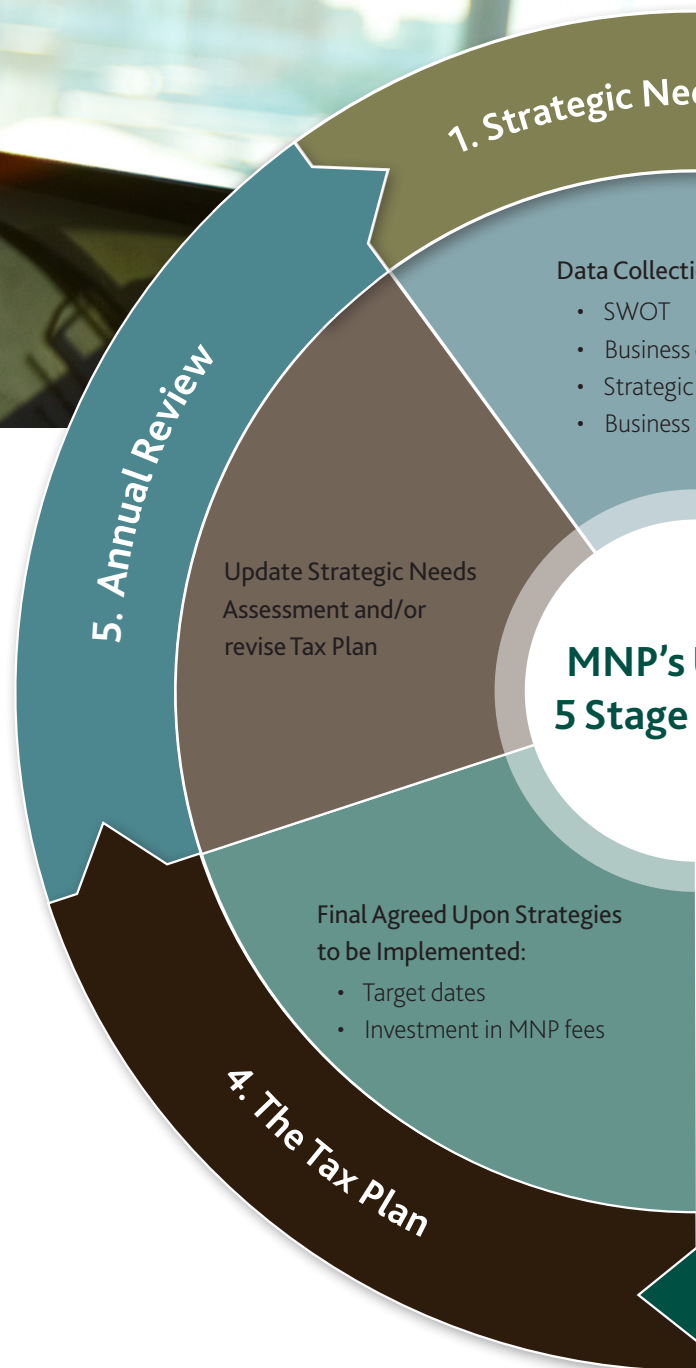 1. Strategic
Data
• SWOT
• Business
• Strategic
• Business
5. Annual Review
Update Strategic Needs
Assessment and/or
revise Tax Plan
MNP's
5 Stage
Final Agreed Upon Strategies
to be Implemented:
• Target dates
• Investment in MNP fees
4. The Tax Plan